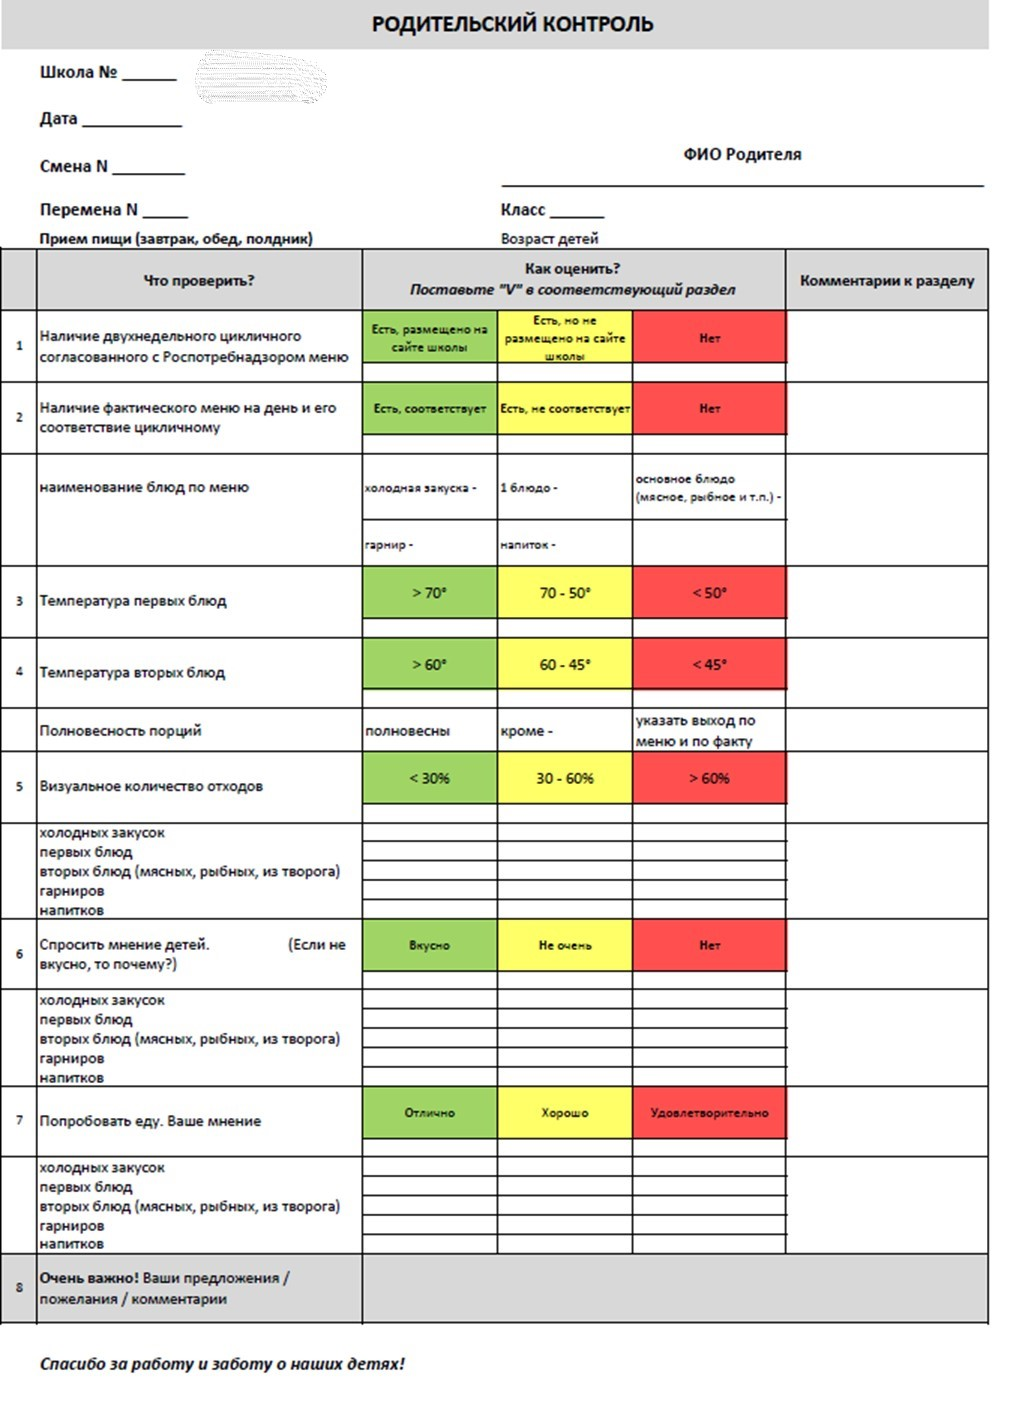 РОДИТЕЛЬСКИЙ КОНТРОЛЬ
Школа № ______
Дата ___________
Смена N ________
ФИО Родителя
Перемена N _____
Класс ______
Прием пищи (завтрак, обед, полдник)
Возраст детей
Что проверить?
Как оценить?
Поставьте "V" в соответствующий раздел
Комментарии к разделу
1
Наличие двухнедельного цикличного
согласованного с Роспотребнадзором меню
Есть, размещено на
сайте школы
Есть, но не
размещено на сайте
школы
Нет
2
Наличие фактического меню на день и его
соответствие цикличному
Есть, соответствует
Есть, не соответствует
Нет
наименование блюд по меню
холодная закуска -
1 блюдо -
основное блюдо
(мясное, рыбное и т.п.) -
гарнир -
напиток -
3
Температура первых блюд
> 70°
70 - 50°
< 50°
4
Температура вторых блюд
> 60°
60 - 45°
< 45°
Полновесность порций
полновесны
кроме -
указать выход по
меню и по факту
5
Визуальное количество отходов
< 30%
30 - 60%
> 60%
холодных закусок
первых блюд
вторых блюд (мясных, рыбных, из творога)
гарниров
напитков
6
Спросить мнение детей. (Если не
вкусно, то почему?)
Вкусно
Не очень
Нет
холодных закусок
первых блюд
вторых блюд (мясных, рыбных, из творога)
гарниров
напитков
7
Попробовать еду. Ваше мнение
Отлично
Хорошо
Удовлетворительно
холодных закусок
первых блюд
вторых блюд (мясных, рыбных, из творога)
гарниров
напитков
8
Очень важно! Ваши предложения /
пожелания / комментарии
Спасибо за работу и заботу о наших детях!